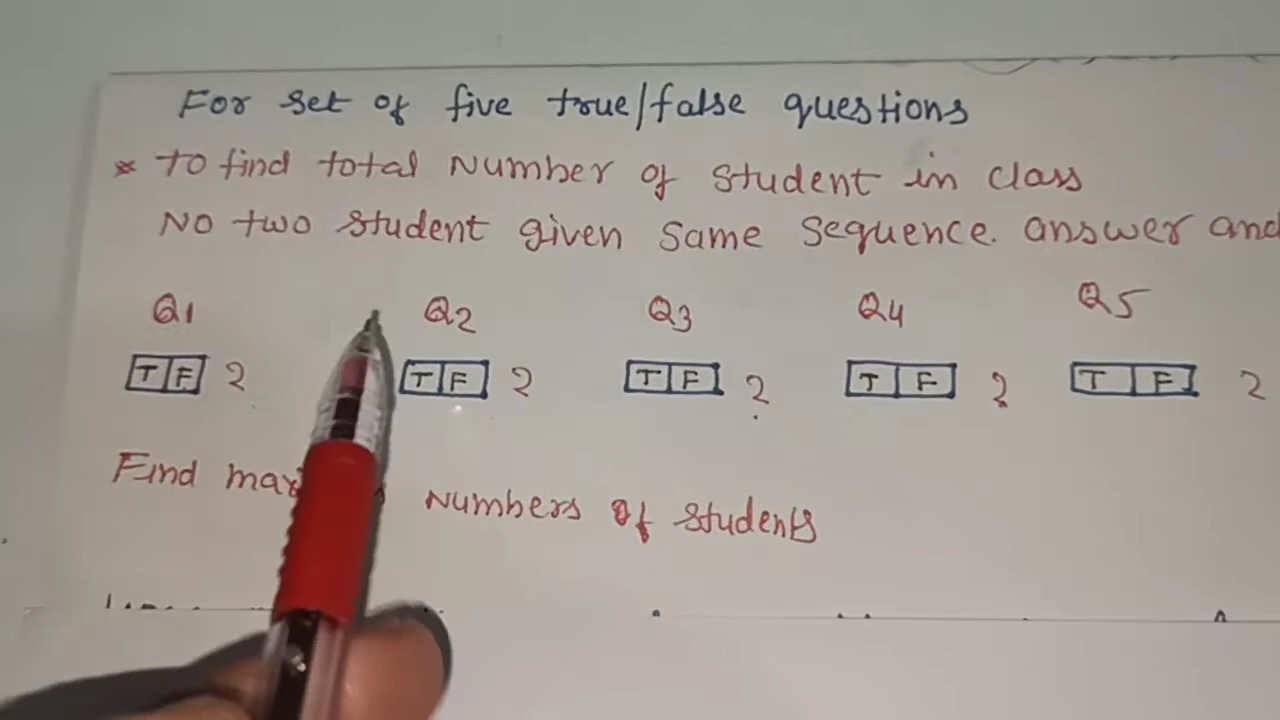 For set of five true/false questions
* To find total Number of student in class
No two student given same sequence. answer and
Q1 Q2 Q3 Q4 Q5
T F 2 T F 2 T F 2 T F 2 T F 2
Find Numbers of students